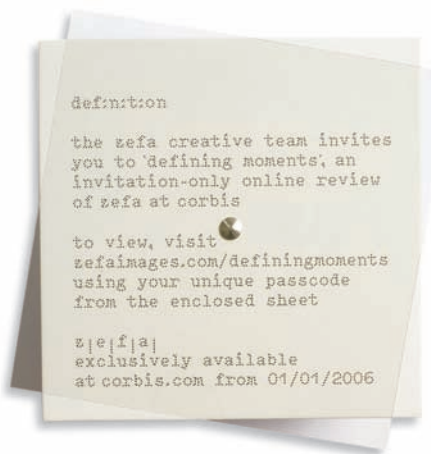 def:n:t:on
the zefa creative team invites
you to 'defining moments', an
invitation-only online review
of zefa at corbis
to view, visit
zefaimages.com/definingmoments
using your unique passcode
from the enclosed sheet
z|e|f|a|
exclusively available
at corbis.com from 01/01/2006